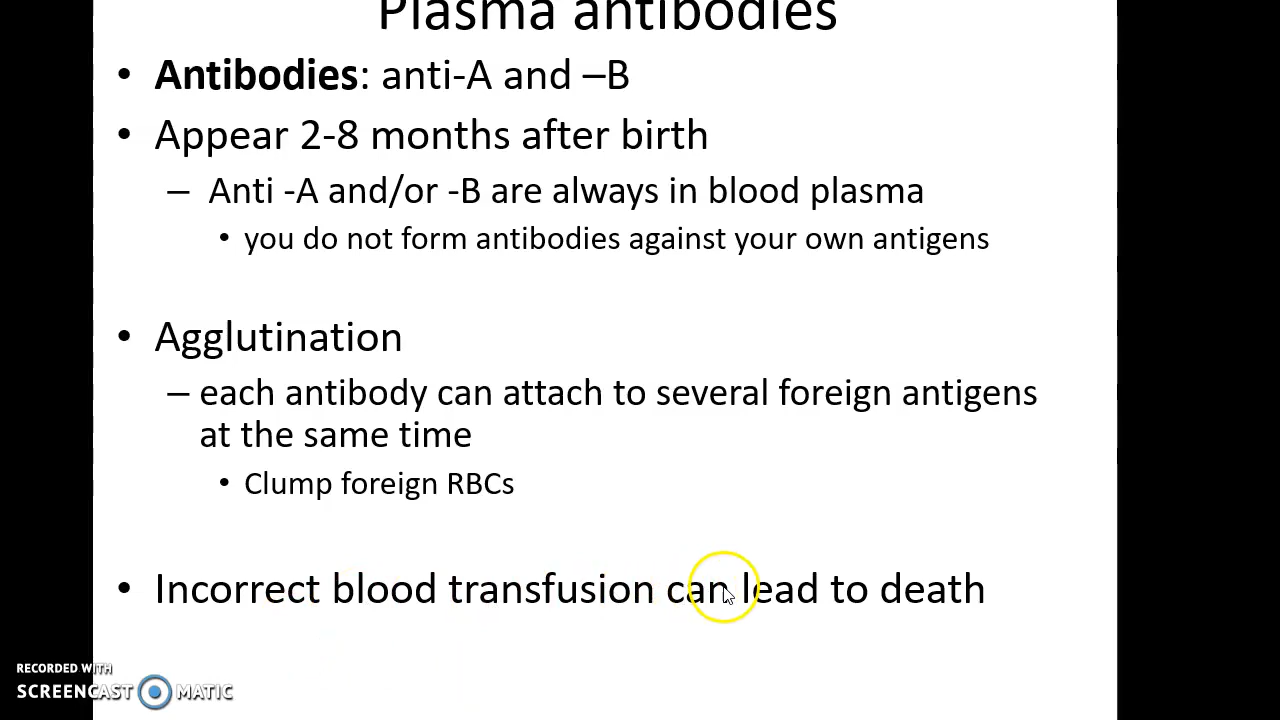 Plasma antibodies
• Antibodies: anti-A and –B
• Appear 2-8 months after birth
– Anti -A and/or -B are always in blood plasma
• you do not form antibodies against your own antigens
• Agglutination
– each antibody can attach to several foreign antigens
at the same time
• Clump foreign RBCs
• Incorrect blood transfusion can lead to death
RECORDED WITH
SCREENCAST MATIC